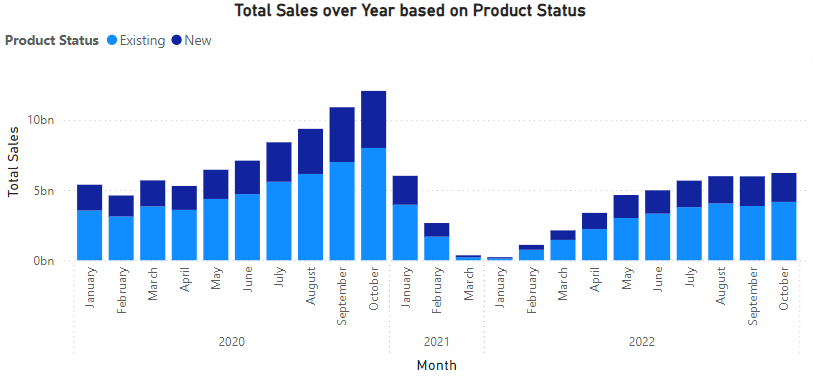 Total Sales over Year based on Product Status
Product Status Existing New
Total Sales
10bn
5bn
0bn
January
February
March
April
May
June
July
August
September
October
January
February
March
January
February
March
April
May
June
July
August
September
October
2020 2021 2022
Month